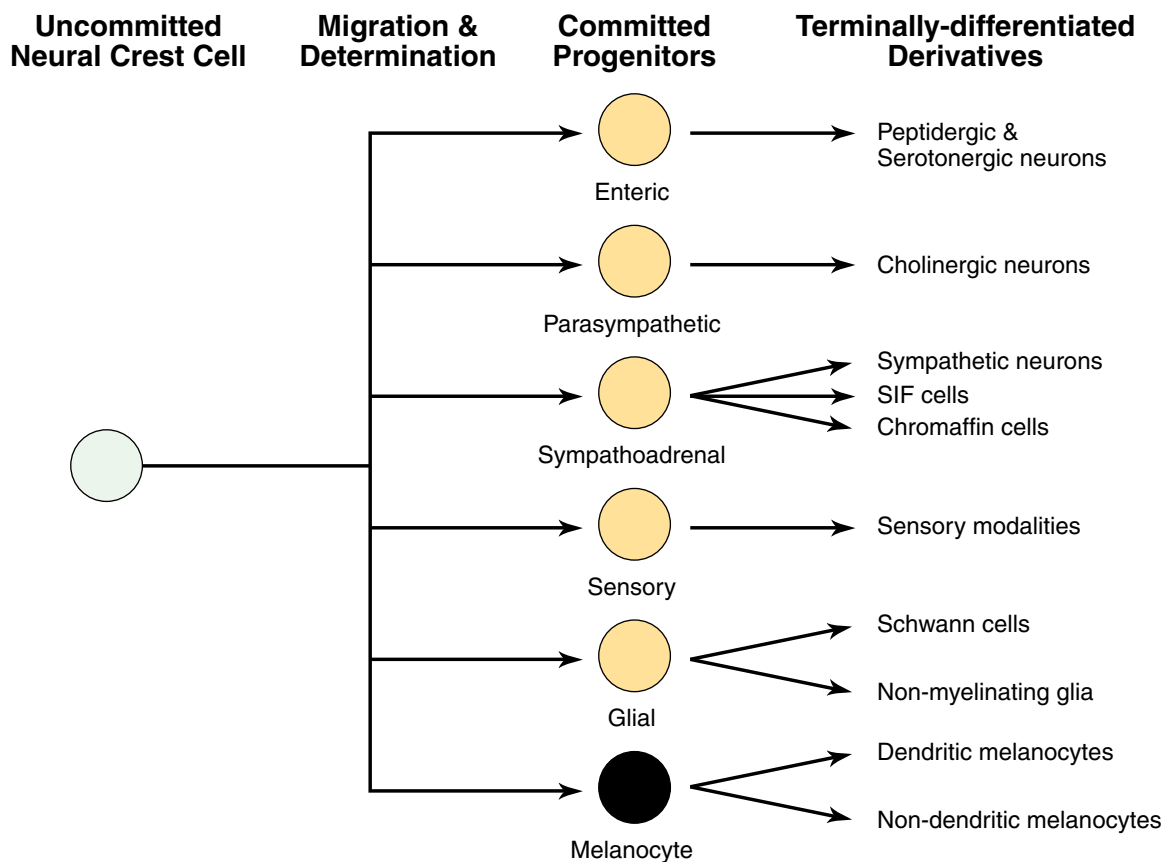 Uncommitted
Neural Crest Cell
Migration &
Determination
Committed
Progenitors
Terminally-differentiated
Derivatives
Enteric
Peptidergic &
Serotonergic neurons
Parasympathetic
Cholinergic neurons
Sympathoadrenal
Sympathetic neurons
SIF cells
Chromaffin cells
Sensory
Sensory modalities
Glial
Schwann cells
Non-myelinating glia
Melanocyte
Dendritic melanocytes
Non-dendritic melanocytes